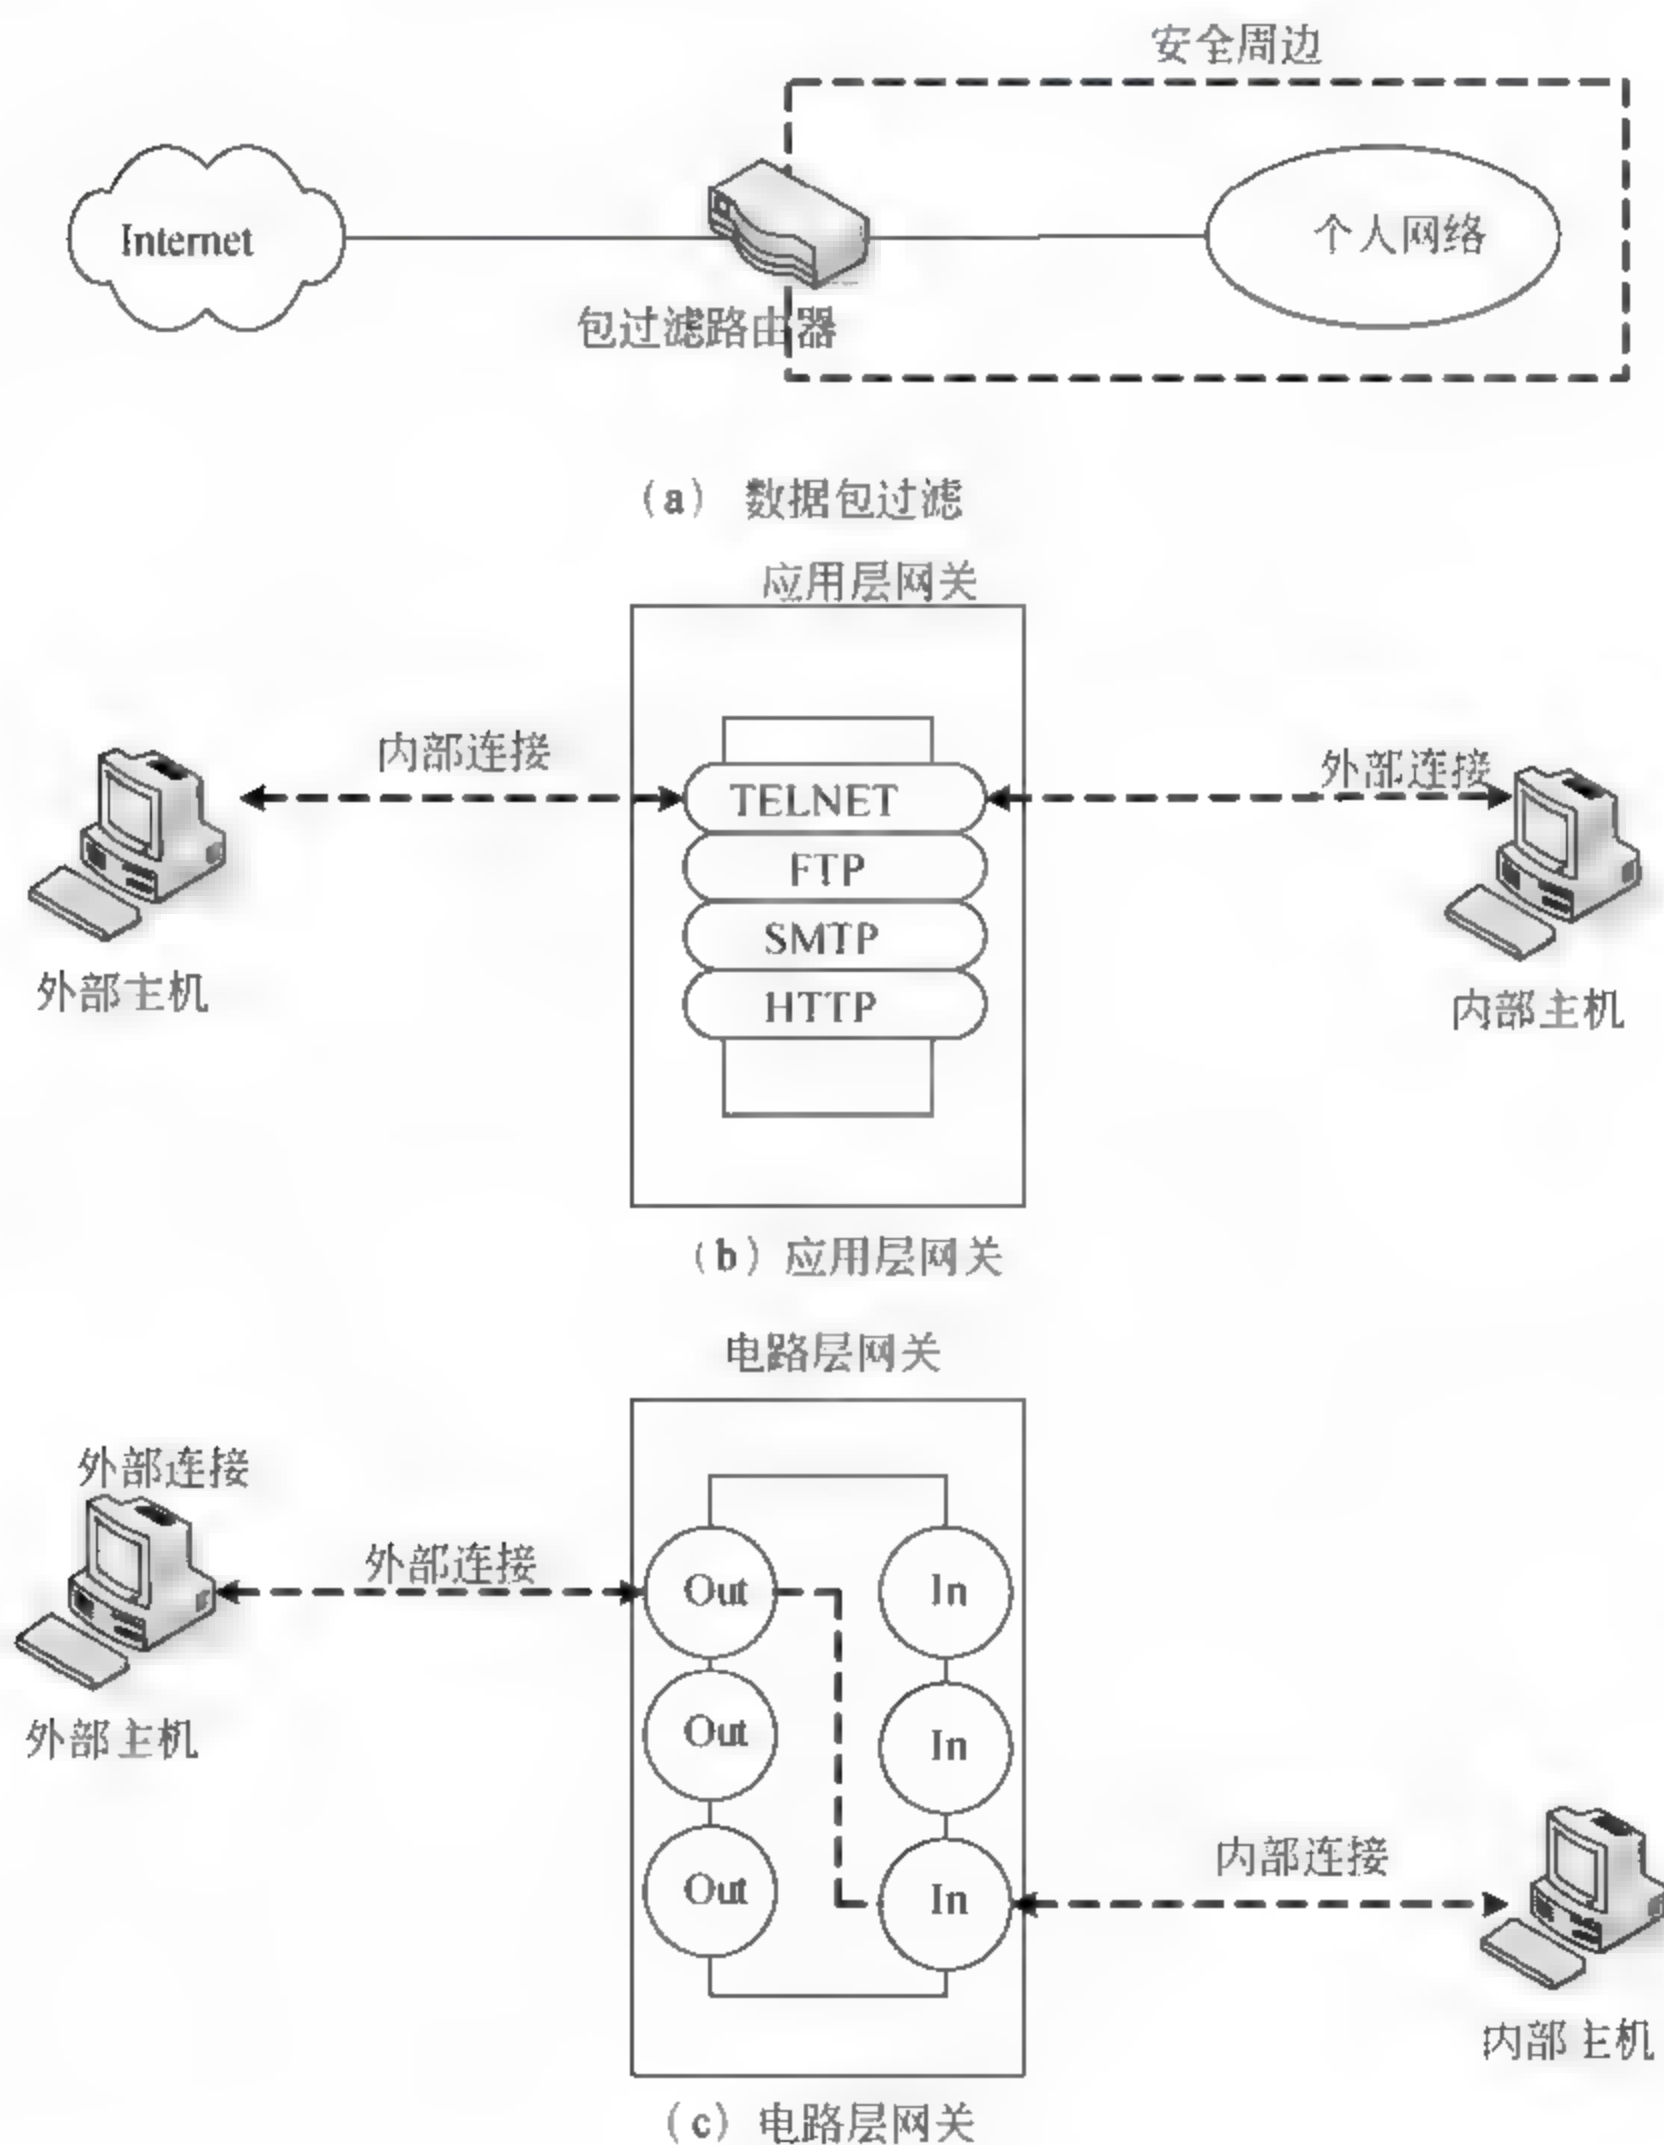 安全周边
Internet
个人网络
包过滤路由器
(a) 数据包过滤
应用层网关
内部连接
外部连接
TELNET
FTP
SMTP
HTTP
外部主机
内部主机
(b) 应用层网关
电路层网关
外部连接
外部连接
Out
In
Out
In
外部主机
Out
In
内部连接
内部主机
(c) 电路层网关